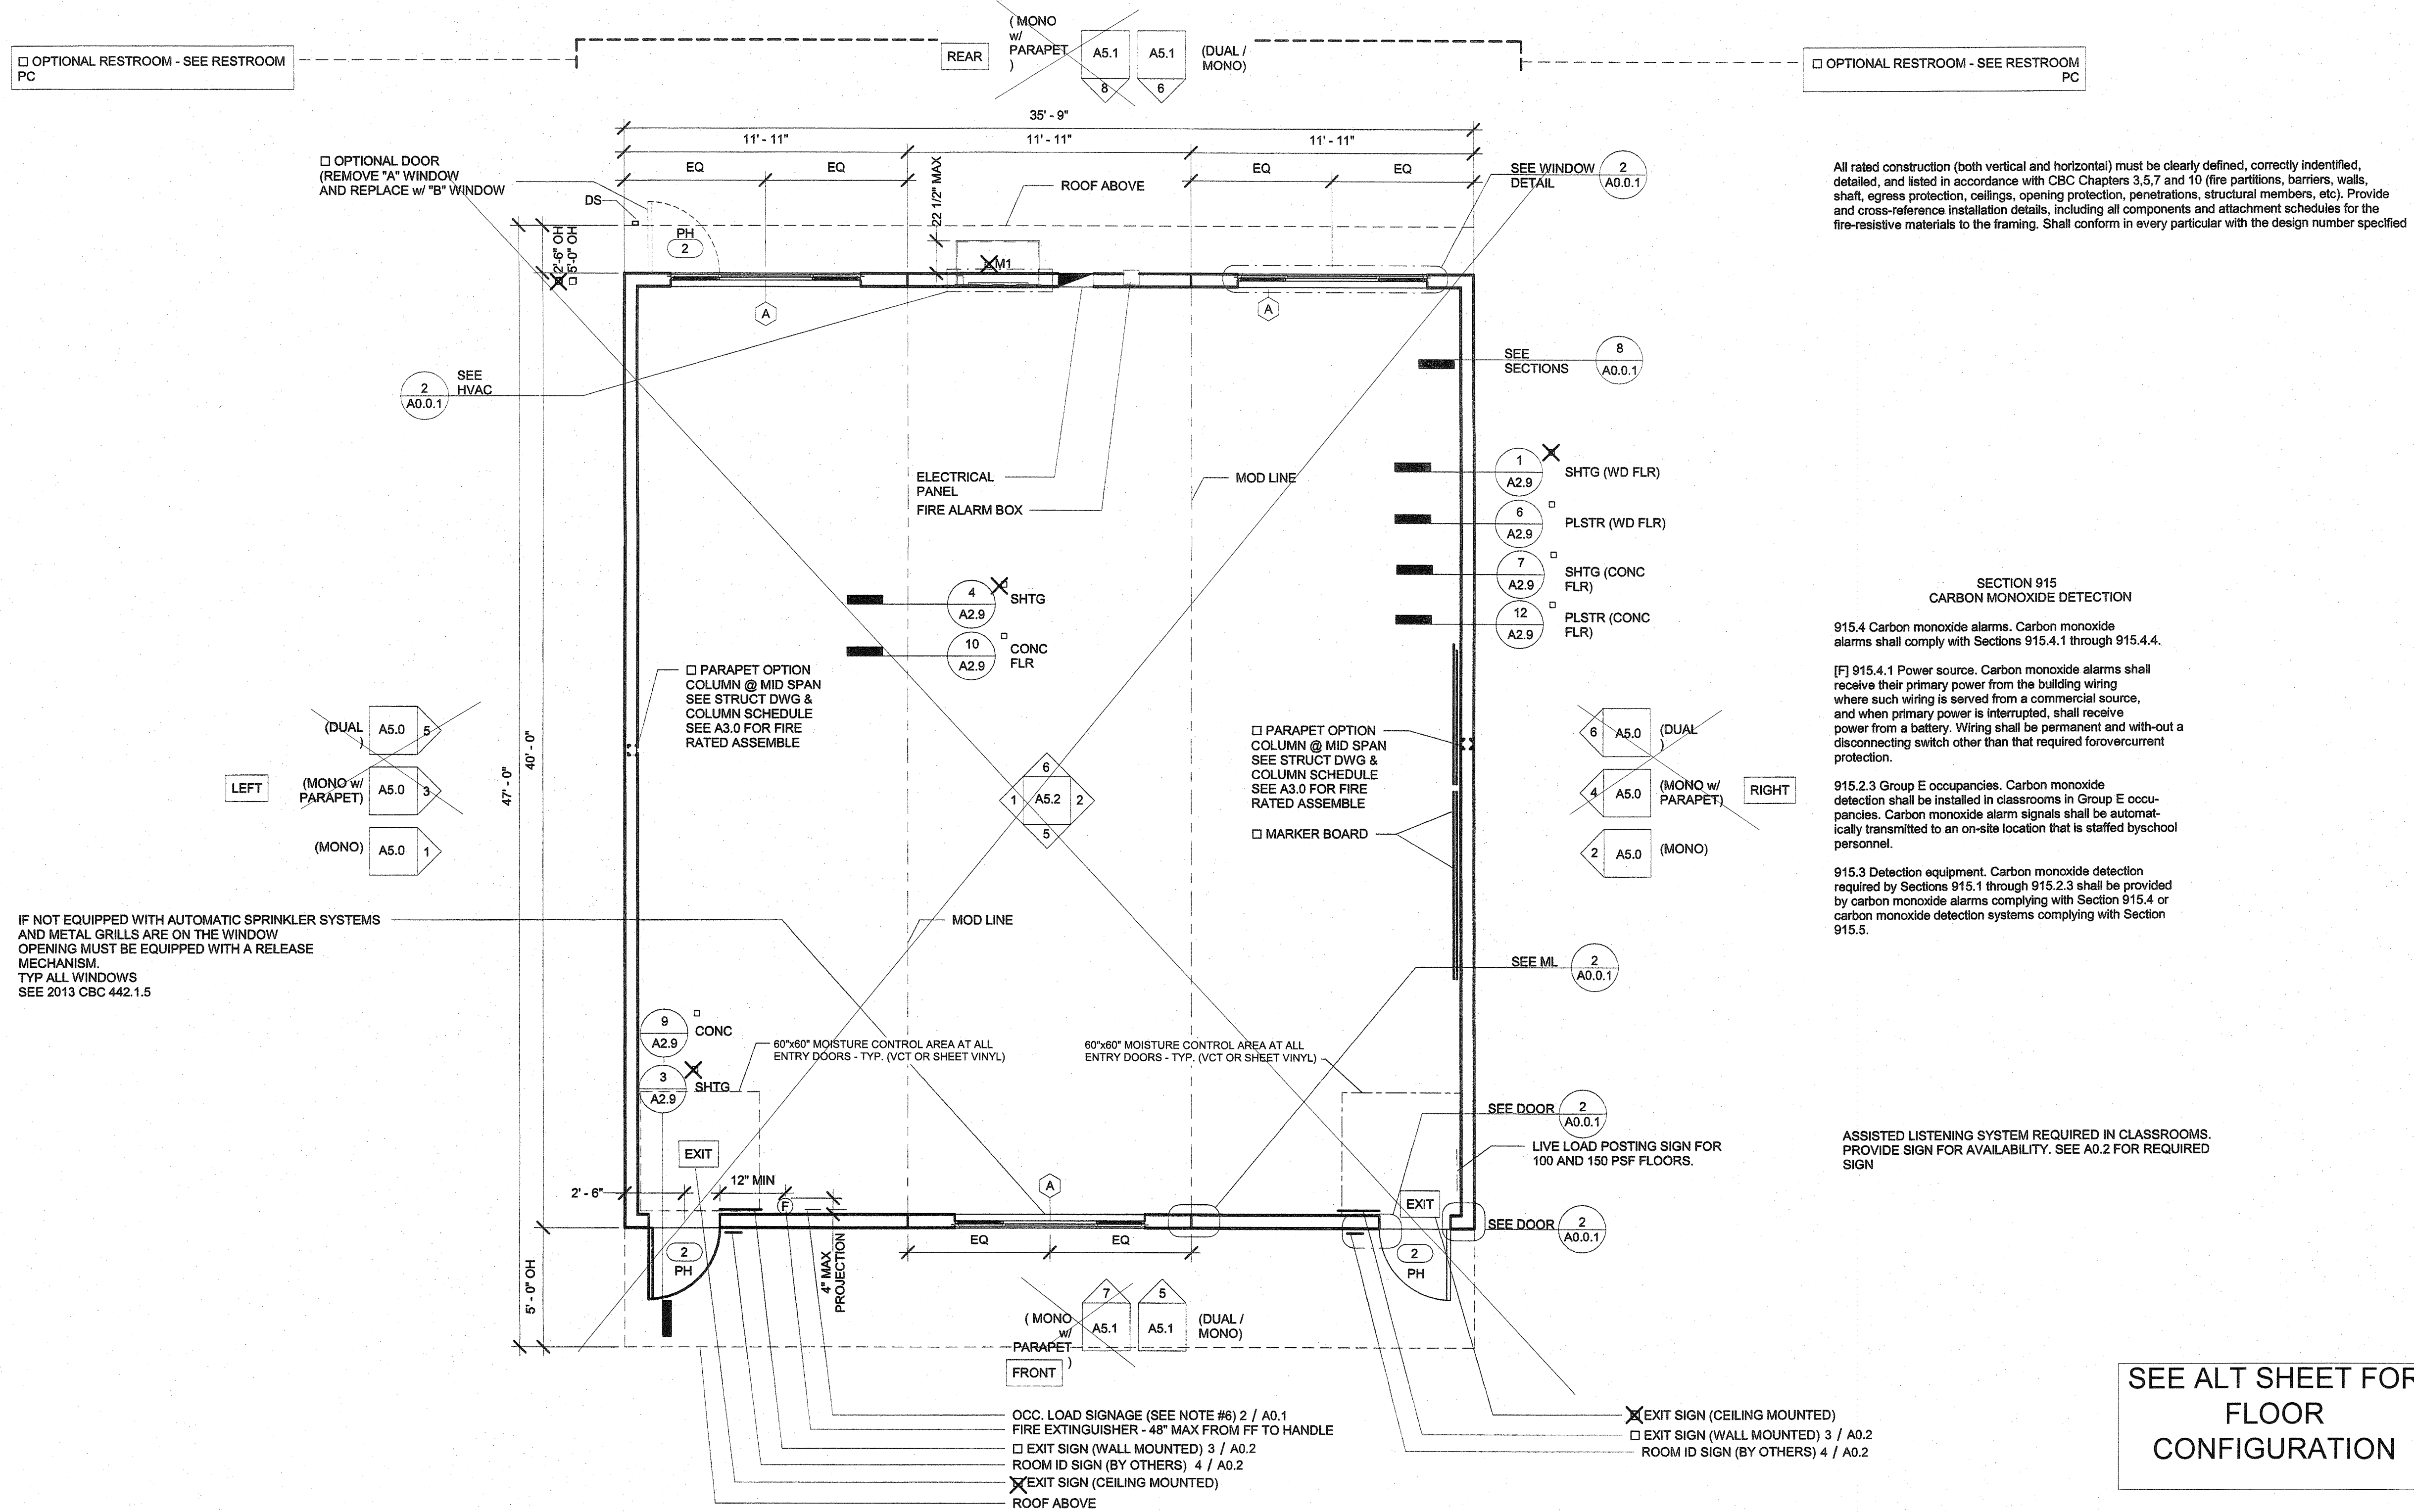 ( MONO
w/
PARAPET
)
A5.1
8
A5.1
6
(DUAL /
MONO)
REAR
☐ OPTIONAL RESTROOM - SEE RESTROOM
PC
☐ OPTIONAL RESTROOM - SEE RESTROOM
PC
35' - 9"
11' - 11"
11' - 11"
11' - 11"
EQ
EQ
EQ
EQ
22 1/2" MAX
ROOF ABOVE
☐ OPTIONAL DOOR
(REMOVE "A" WINDOW
AND REPLACE w/ "B" WINDOW
DS
PH
2
☒ 2'-6" OH
☐ 5'-0" OH
☒ M1
SEE WINDOW
DETAIL
2
A0.0.1
All rated construction (both vertical and horizontal) must be clearly defined, correctly indentified,
detailed, and listed in accordance with CBC Chapters 3,5,7 and 10 (fire partitions, barriers, walls,
shaft, egress protection, ceilings, opening protection, penetrations, structural members, etc). Provide
and cross-reference installation details, including all components and attachment schedules for the
fire-resistive materials to the framing. Shall conform in every particular with the design number specified
A
A
2
A0.0.1
SEE
HVAC
SEE
SECTIONS
8
A0.0.1
ELECTRICAL
PANEL
FIRE ALARM BOX
MOD LINE
1
A2.9
☒
SHTG (WD FLR)
6
A2.9
☐
PLSTR (WD FLR)
7
A2.9
☐
SHTG (CONC
FLR)
12
A2.9
☐
PLSTR (CONC
FLR)
4
A2.9
☒
SHTG
10
A2.9
☐
CONC
FLR
☐ PARAPET OPTION
COLUMN @ MID SPAN
SEE STRUCT DWG &
COLUMN SCHEDULE
SEE A3.0 FOR FIRE
RATED ASSEMBLE
☐ PARAPET OPTION
COLUMN @ MID SPAN
SEE STRUCT DWG &
COLUMN SCHEDULE
SEE A3.0 FOR FIRE
RATED ASSEMBLE
☐ MARKER BOARD
6
1
A5.2
2
5
(DUAL
)
A5.0
5
LEFT
(MONO w/
PARAPET)
A5.0
3
(MONO)
A5.0
1
47' - 0"
40' - 0"
6
A5.0
(DUAL
)
4
A5.0
(MONO w/
PARAPET)
RIGHT
2
A5.0
(MONO)
SECTION 915
CARBON MONOXIDE DETECTION
915.4 Carbon monoxide alarms. Carbon monoxide
alarms shall comply with Sections 915.4.1 through 915.4.4.
[F] 915.4.1 Power source. Carbon monoxide alarms shall
receive their primary power from the building wiring
where such wiring is served from a commercial source,
and when primary power is interrupted, shall receive
power from a battery. Wiring shall be permanent and with-out a
disconnecting switch other than that required forovercurrent
protection.
915.2.3 Group E occupancies. Carbon monoxide
detection shall be installed in classrooms in Group E occu-
pancies. Carbon monoxide alarm signals shall be automat-
ically transmitted to an on-site location that is staffed byschool
personnel.
915.3 Detection equipment. Carbon monoxide detection
required by Sections 915.1 through 915.2.3 shall be provided
by carbon monoxide alarms complying with Section 915.4 or
carbon monoxide detection systems complying with Section
915.5.
IF NOT EQUIPPED WITH AUTOMATIC SPRINKLER SYSTEMS
AND METAL GRILLS ARE ON THE WINDOW
OPENING MUST BE EQUIPPED WITH A RELEASE
MECHANISM.
TYP ALL WINDOWS
SEE 2013 CBC 442.1.5
MOD LINE
SEE ML
2
A0.0.1
9
A2.9
☐
CONC
3
A2.9
☒
SHTG
60"x60" MOISTURE CONTROL AREA AT ALL
ENTRY DOORS - TYP. (VCT OR SHEET VINYL)
60"x60" MOISTURE CONTROL AREA AT ALL
ENTRY DOORS - TYP. (VCT OR SHEET VINYL)
SEE DOOR
2
A0.0.1
LIVE LOAD POSTING SIGN FOR
100 AND 150 PSF FLOORS.
ASSISTED LISTENING SYSTEM REQUIRED IN CLASSROOMS.
PROVIDE SIGN FOR AVAILABILITY. SEE A0.2 FOR REQUIRED
SIGN
EXIT
2' - 6"
12" MIN
F
A
EXIT
SEE DOOR
2
A0.0.1
2
PH
4" MAX
PROJECTION
EQ
EQ
2
PH
5' - 0" OH
( MONO
w/
PARAPET
)
7
A5.1
5
A5.1
(DUAL /
MONO)
FRONT
OCC. LOAD SIGNAGE (SEE NOTE #6) 2 / A0.1
FIRE EXTINGUISHER - 48" MAX FROM FF TO HANDLE
☐ EXIT SIGN (WALL MOUNTED) 3 / A0.2
ROOM ID SIGN (BY OTHERS) 4 / A0.2
☒ EXIT SIGN (CEILING MOUNTED)
ROOF ABOVE
☒ EXIT SIGN (CEILING MOUNTED)
☐ EXIT SIGN (WALL MOUNTED) 3 / A0.2
ROOM ID SIGN (BY OTHERS) 4 / A0.2
SEE ALT SHEET FOR
FLOOR
CONFIGURATION